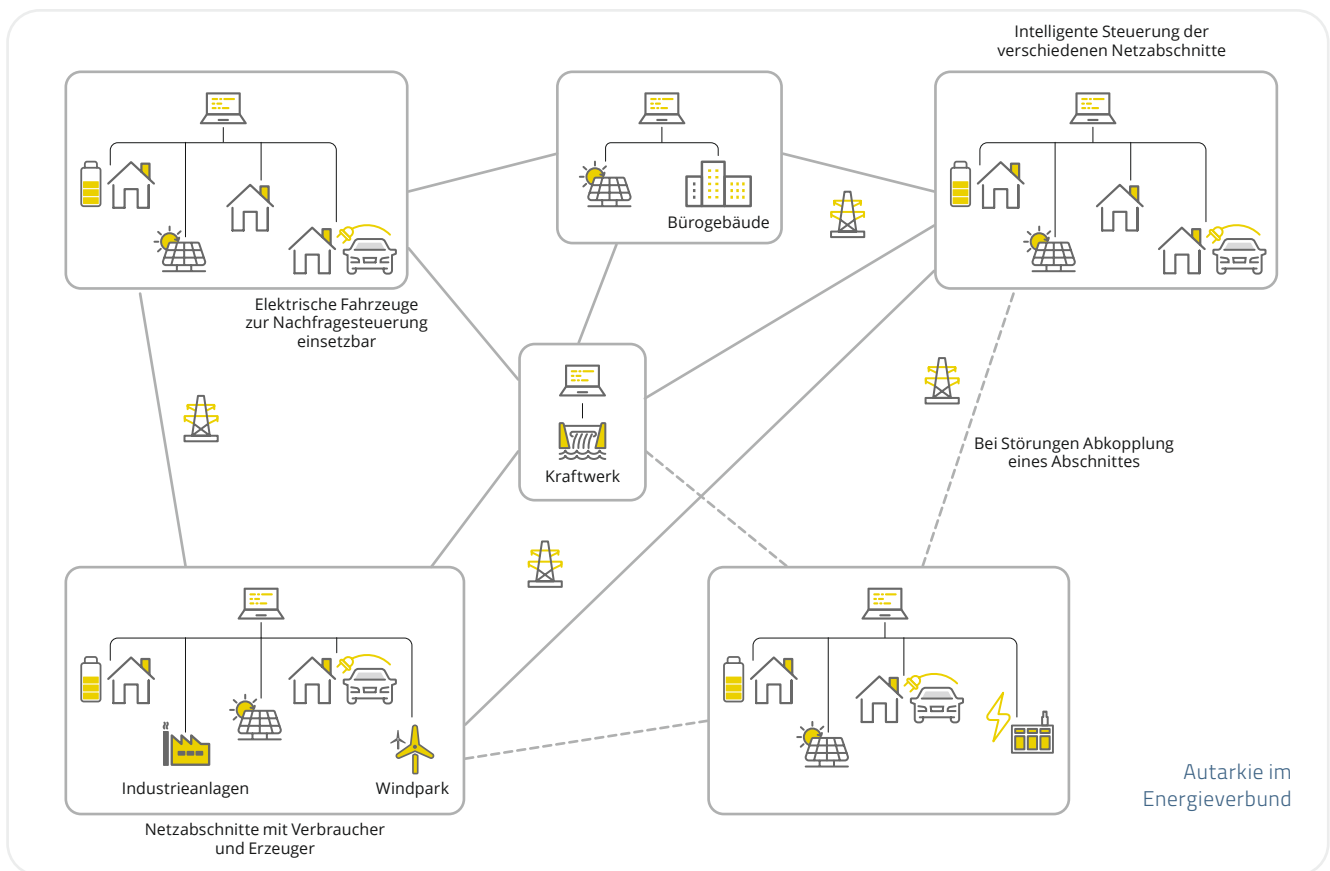 Intelligente Steuerung der
verschiedenen Netzabschnitte
Bürogebäude
Elektrische Fahrzeuge
zur Nachfragesteuerung
einsetzbar
Kraftwerk
Bei Störungen Abkopplung
eines Abschnittes
Industrieanlagen
Windpark
Netzabschnitte mit Verbraucher
und Erzeuger
Autarkie im
Energieverbund